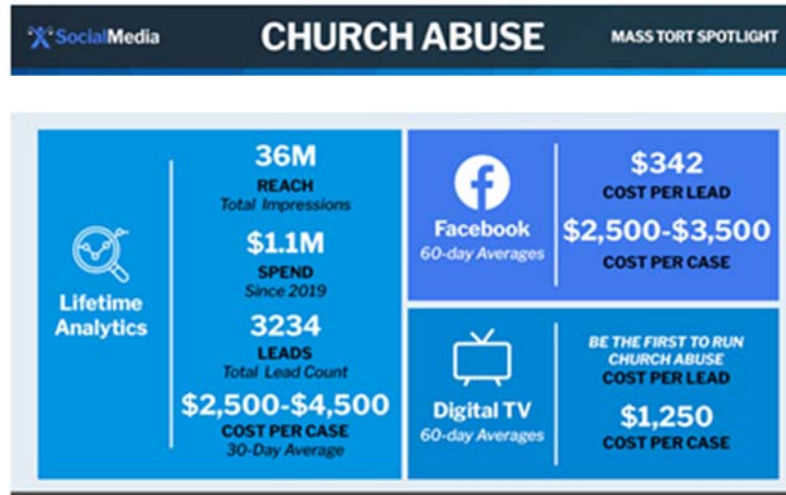 SocialMedia
CHURCH ABUSE
MASS TORT SPOTLIGHT
Lifetime
Analytics
36M
REACH
Total Impressions
$1.1M
SPEND
Since 2019
3234
LEADS
Total Lead Count
$2,500-$4,500
COST PER CASE
30-Day Average
Facebook
60-day Averages
$342
COST PER LEAD
$2,500-$3,500
COST PER CASE
Digital TV
60-day Averages
BE THE FIRST TO RUN
CHURCH ABUSE
COST PER LEAD
$1,250
COST PER CASE